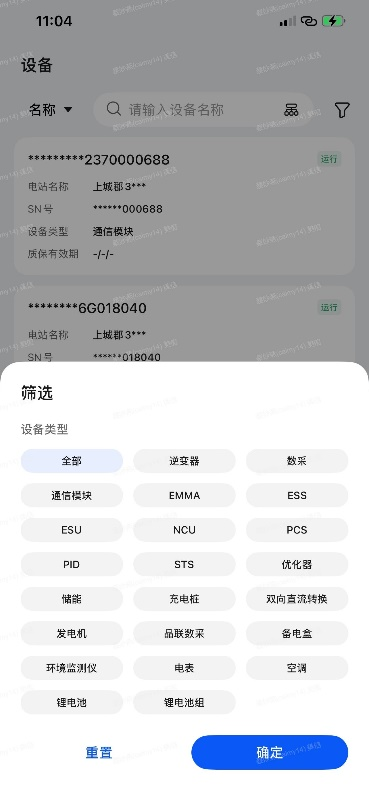 11:04
设备
名称
请输入设备名称
*********2370000688
运行
电站名称 上城郡3***
SN号 ******000688
设备类型 通信模块
质保有效期 -/-/-
********6G018040
运行
电站名称 上城郡3***
SN号 ******018040
筛选
设备类型
全部 逆变器 数采
通信模块 EMMA ESS
ESU NCU PCS
PID STS 优化器
储能 充电桩 双向直流转换
发电机 品联数采 备电盒
环境监测仪 电表 空调
锂电池 锂电池组
重置 确定